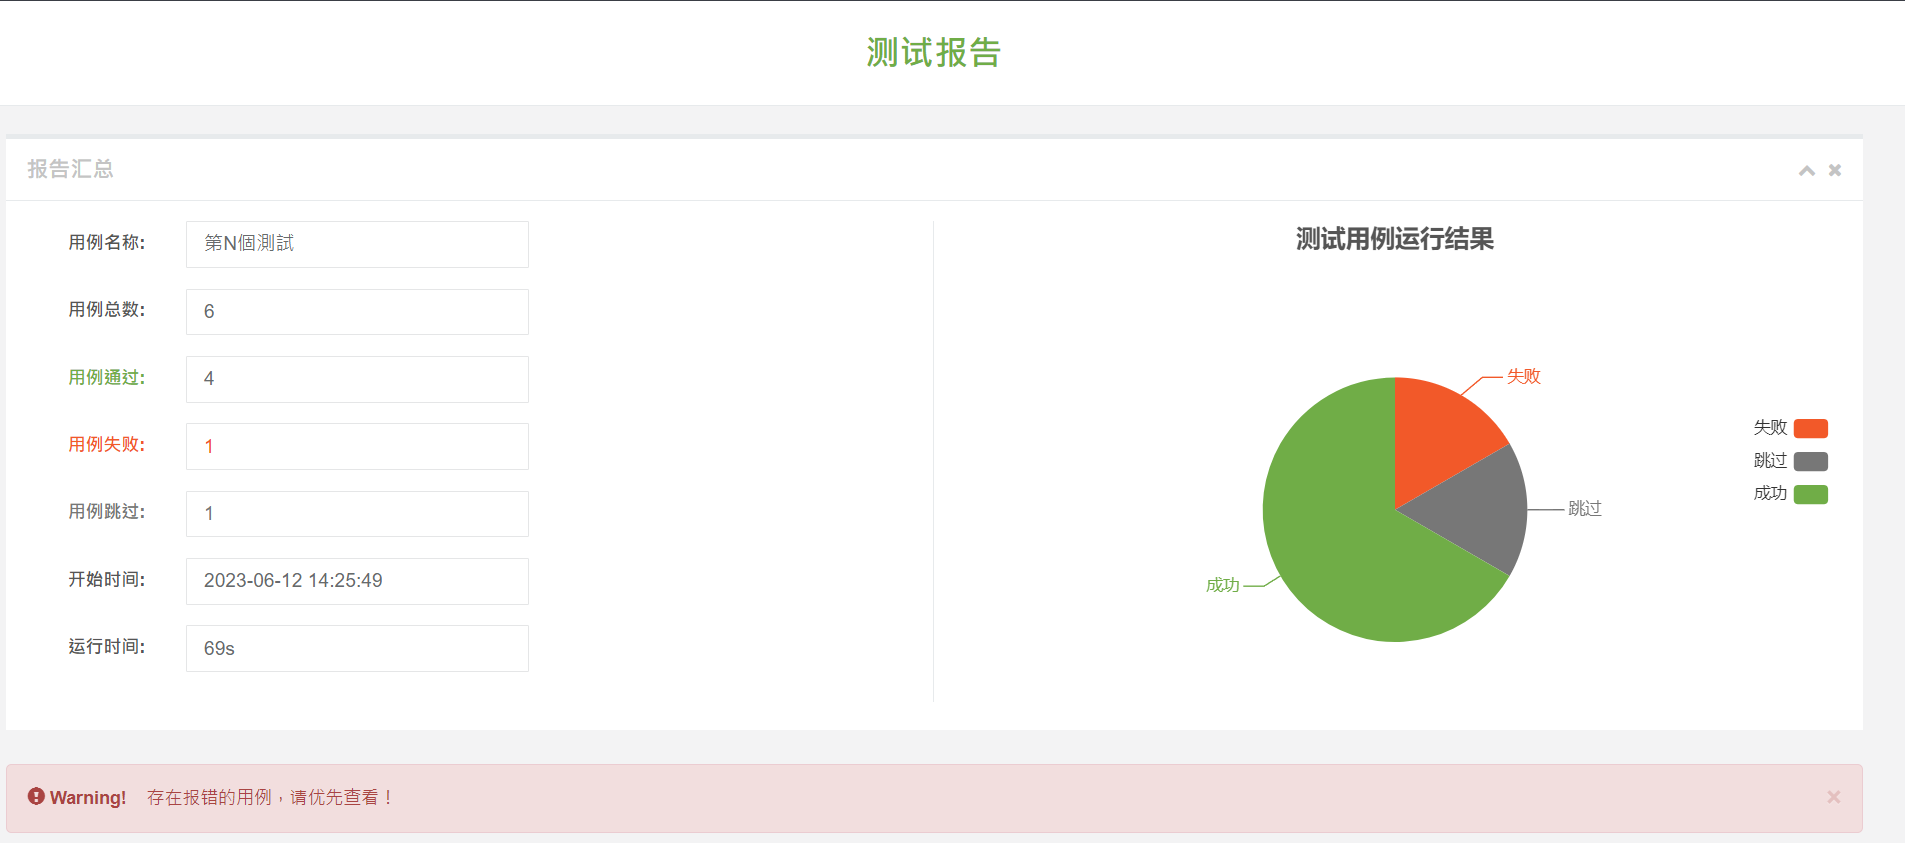 测试报告
报告汇总
用例名称: 第N個測試
用例总数: 6
用例通过: 4
用例失败: 1
用例跳过: 1
开始时间: 2023-06-12 14:25:49
运行时间: 69s
测试用例运行结果
失败
跳过
成功
失败
跳过
成功
Warning! 存在报错的用例，请优先查看！